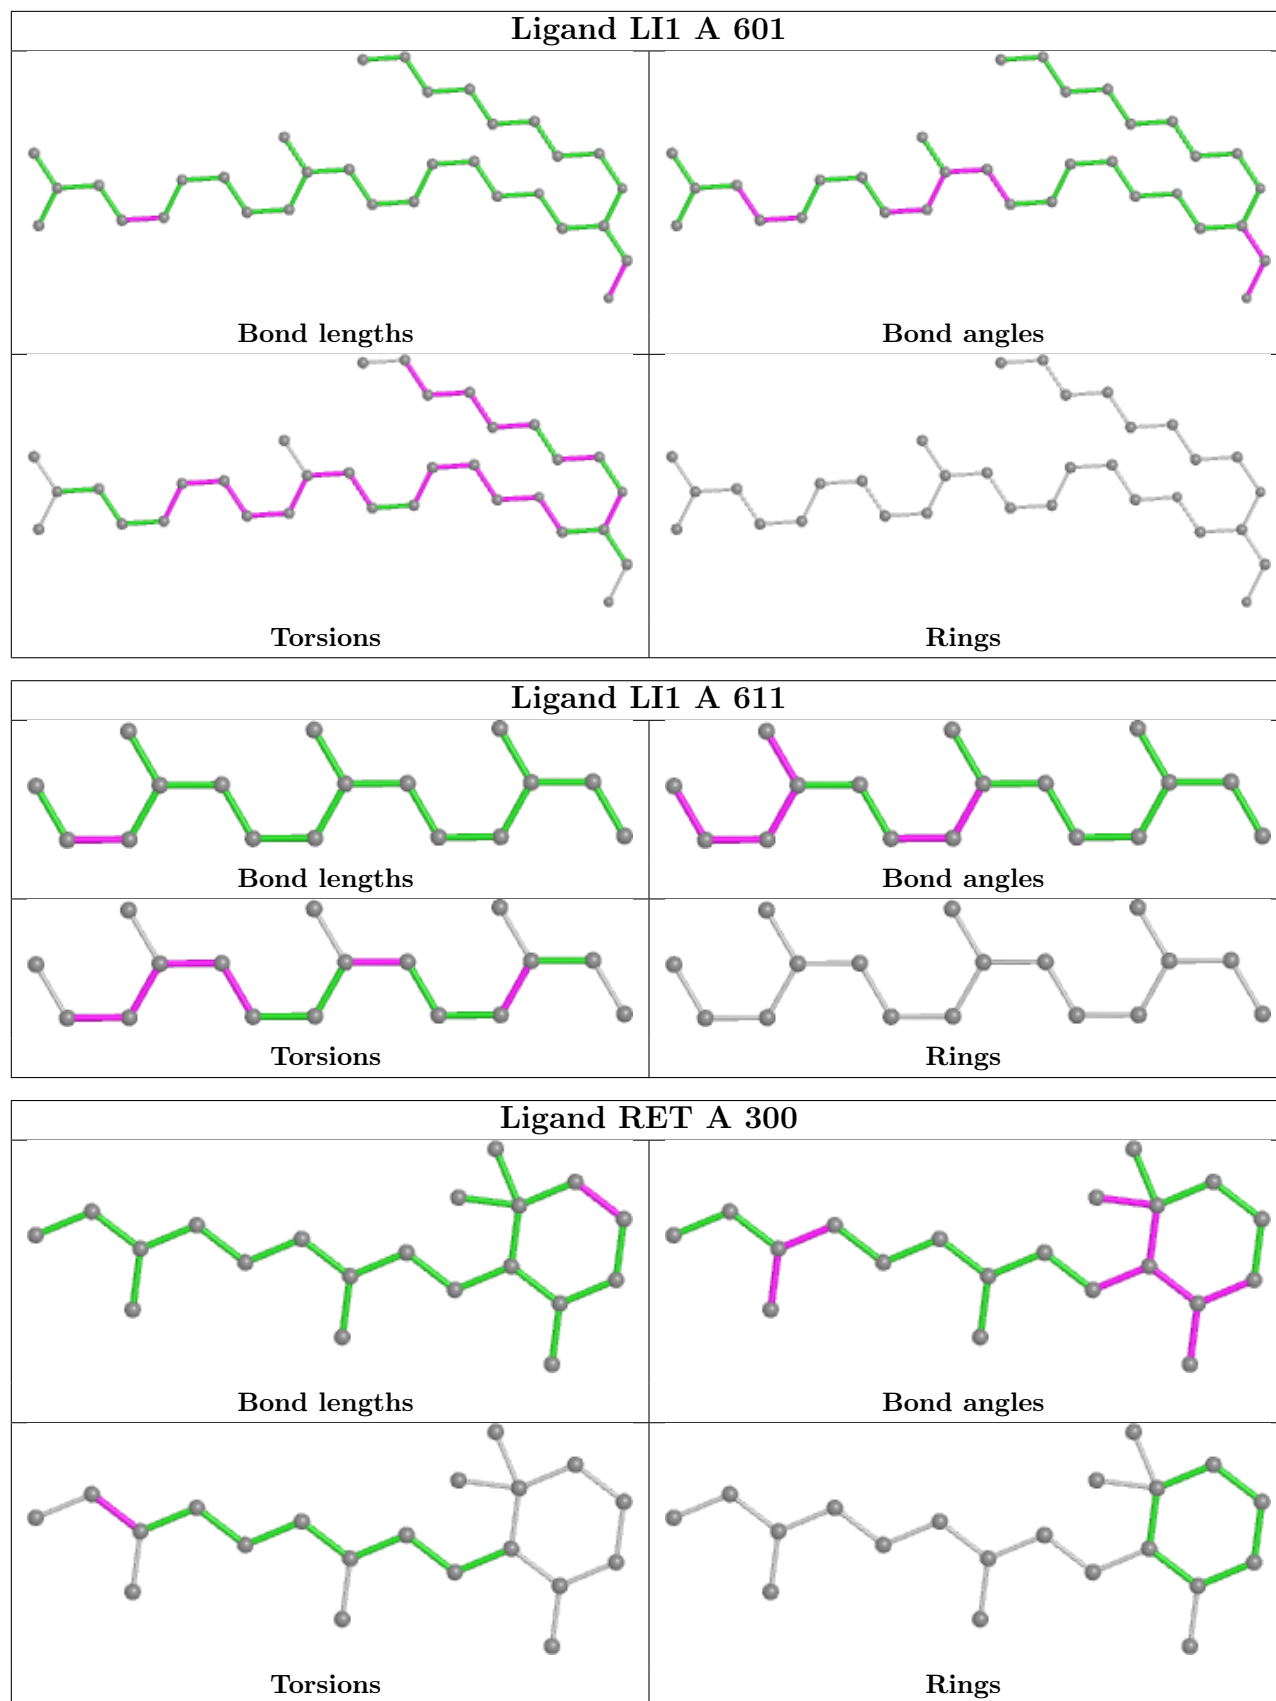 Ligand LI1 A 601
Bond lengths
Bond angles
Torsions
Rings
Ligand LI1 A 611
Bond lengths
Bond angles
Torsions
Rings
Ligand RET A 300
Bond lengths
Bond angles
Torsions
Rings